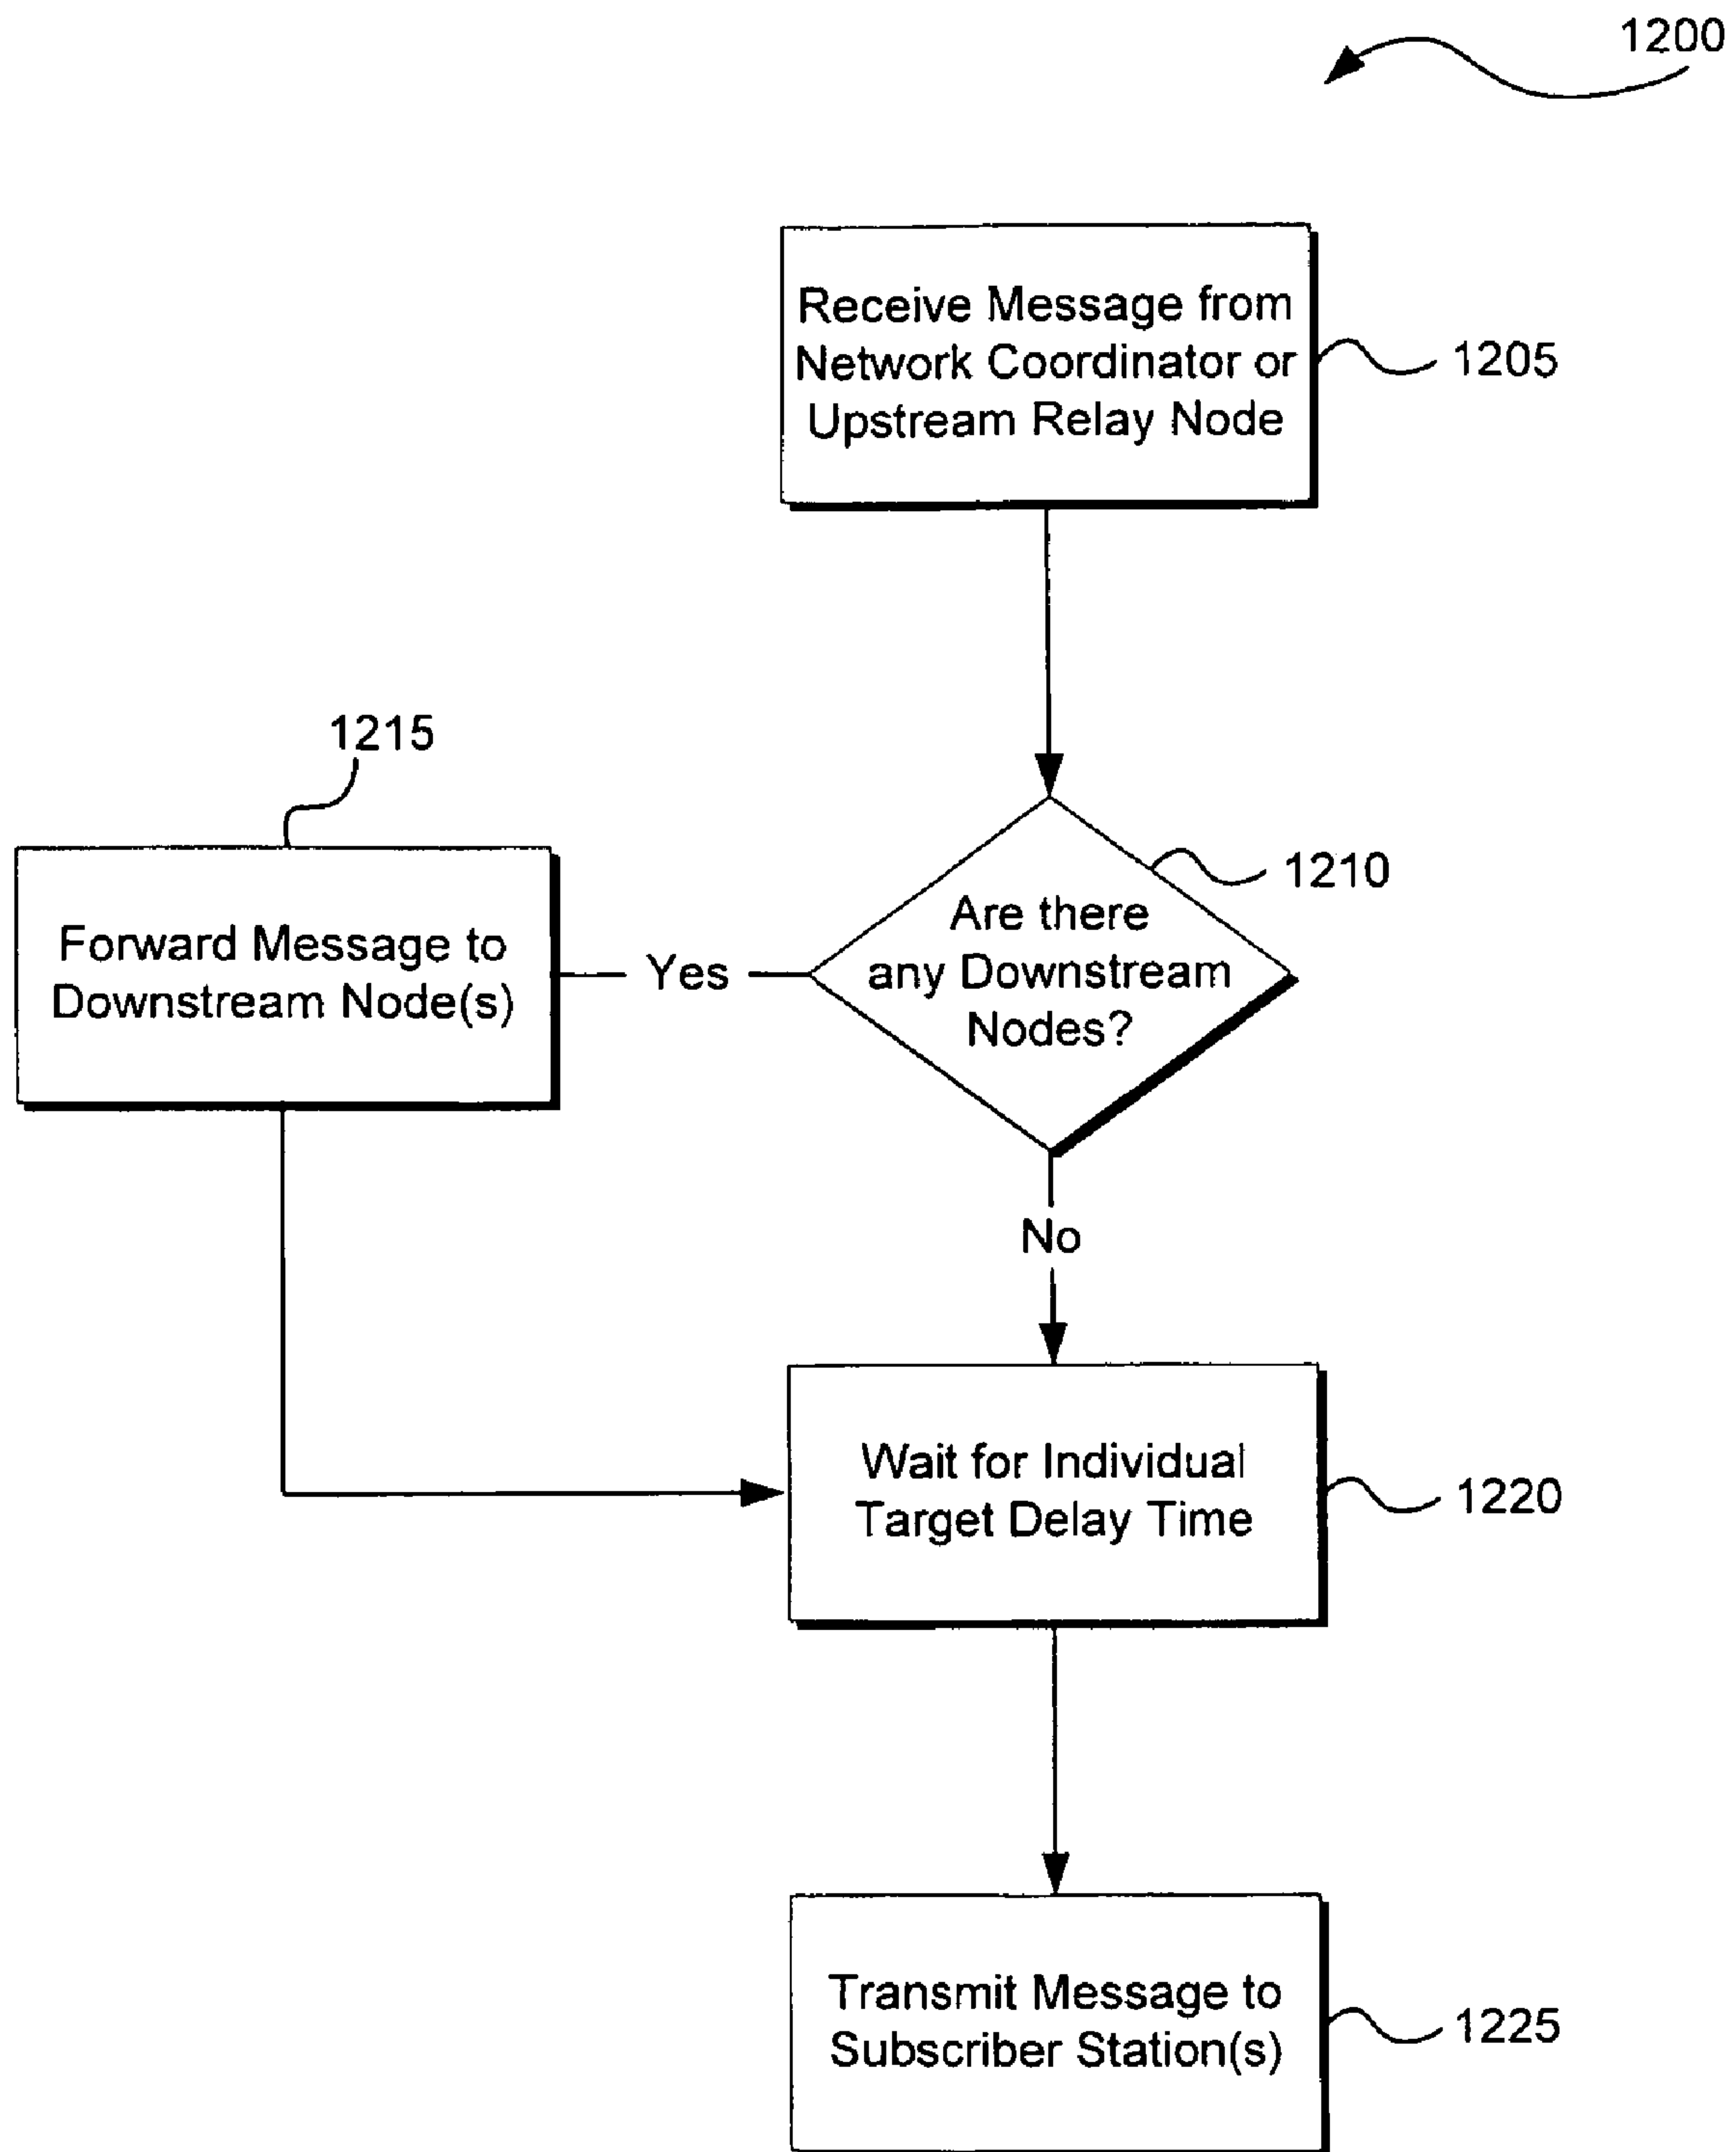 1200
Receive Message from
Network Coordinator or
Upstream Relay Node
1205
1215
1210
Are there
any Downstream
Nodes?
Yes
Forward Message to
Downstream Node(s)
No
Wait for Individual
Target Delay Time
1220
Transmit Message to
Subscriber Station(s)
1225